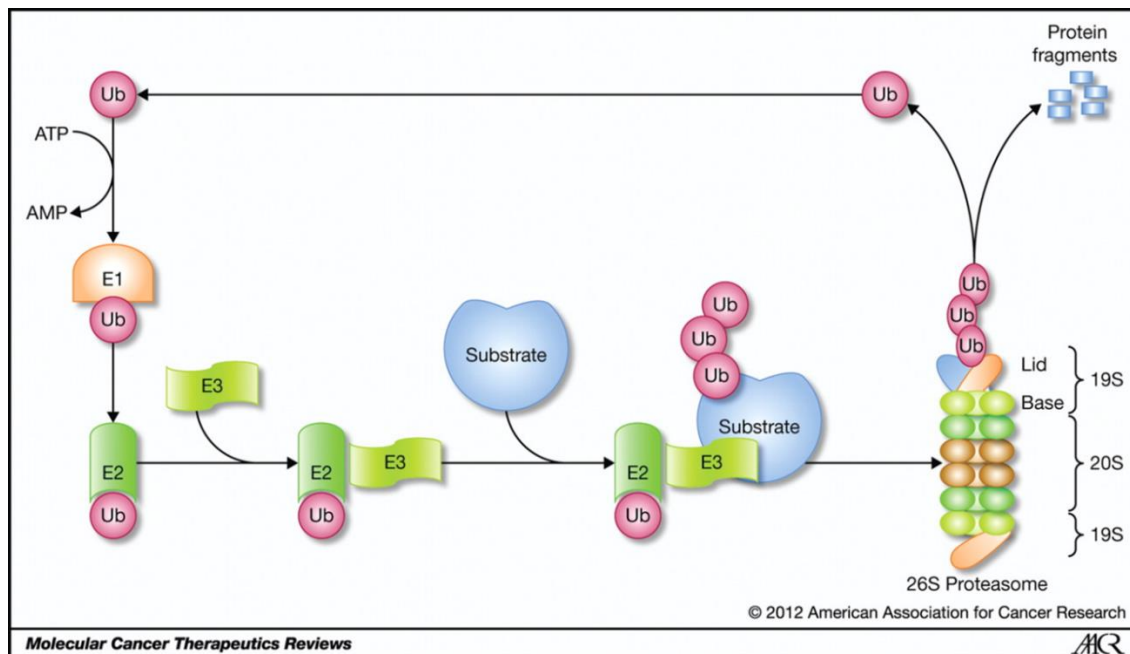 Protein
fragments
Ub
Ub
ATP
AMP
E1
Ub
Ub
Ub
Ub
Substrate
Ub
Ub
Ub
Lid
19S
E3
Base
Substrate
E2
E2
E3
E2
E3
20S
Ub
Ub
Ub
19S
26S Proteasome
© 2012 American Association for Cancer Research
Molecular Cancer Therapeutics Reviews
AACR